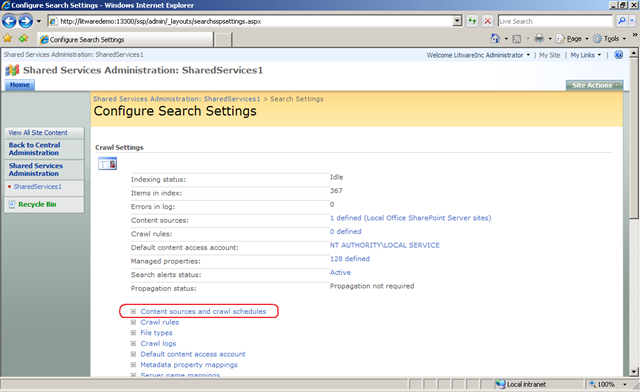 Configure Search Settings - Windows Internet Explorer
http://litwaredemo:13300/ssp/admin/_layouts/searchsspsettings.aspx
Live Search
Configure Search Settings
Page
Tools
Shared Services Administration: SharedServices1
Welcome LitwareInc Administrator
My Site
My Links
Shared Services Administration: SharedServices1
Home
Site Actions
Shared Services Administration: SharedServices1 > Search Settings
Configure Search Settings
View All Site Content
Back to Central
Administration
Shared Services
Administration
SharedServices1
Recycle Bin
Crawl Settings
Indexing status: Idle
Items in index: 367
Errors in log: 0
Content sources: 1 defined (Local Office SharePoint Server sites)
Crawl rules: 0 defined
Default content access account: NT AUTHORITY\LOCAL SERVICE
Managed properties: 128 defined
Search alerts status: Active
Propagation status: Propagation not required
Content sources and crawl schedules
Crawl rules
File types
Crawl logs
Default content access account
Metadata property mappings
Server name mappings
Local intranet
100%